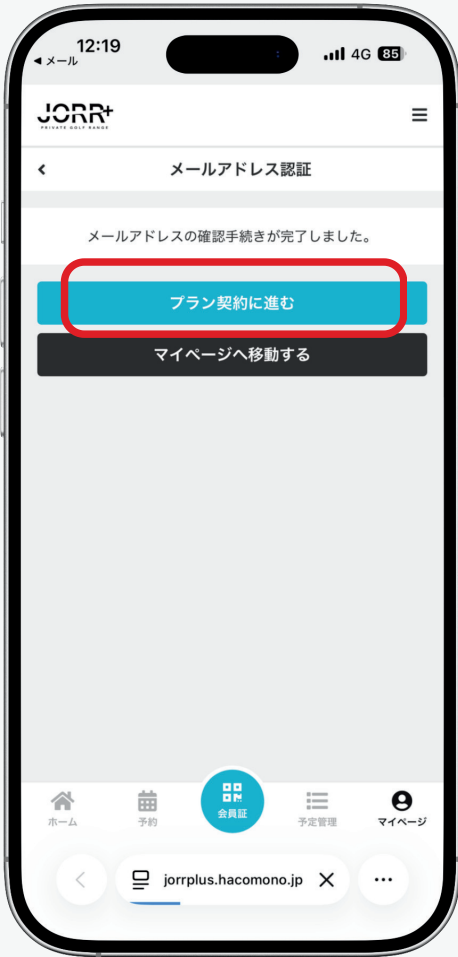 12:19
メール
4G 85
JORR+
PRIVATE GOLF RANGE
メールアドレス認証
メールアドレスの確認手続きが完了しました。
プラン契約に進む
マイページへ移動する
ホーム
予約
会員証
予定管理
マイページ
jorrplus.hacomono.jp